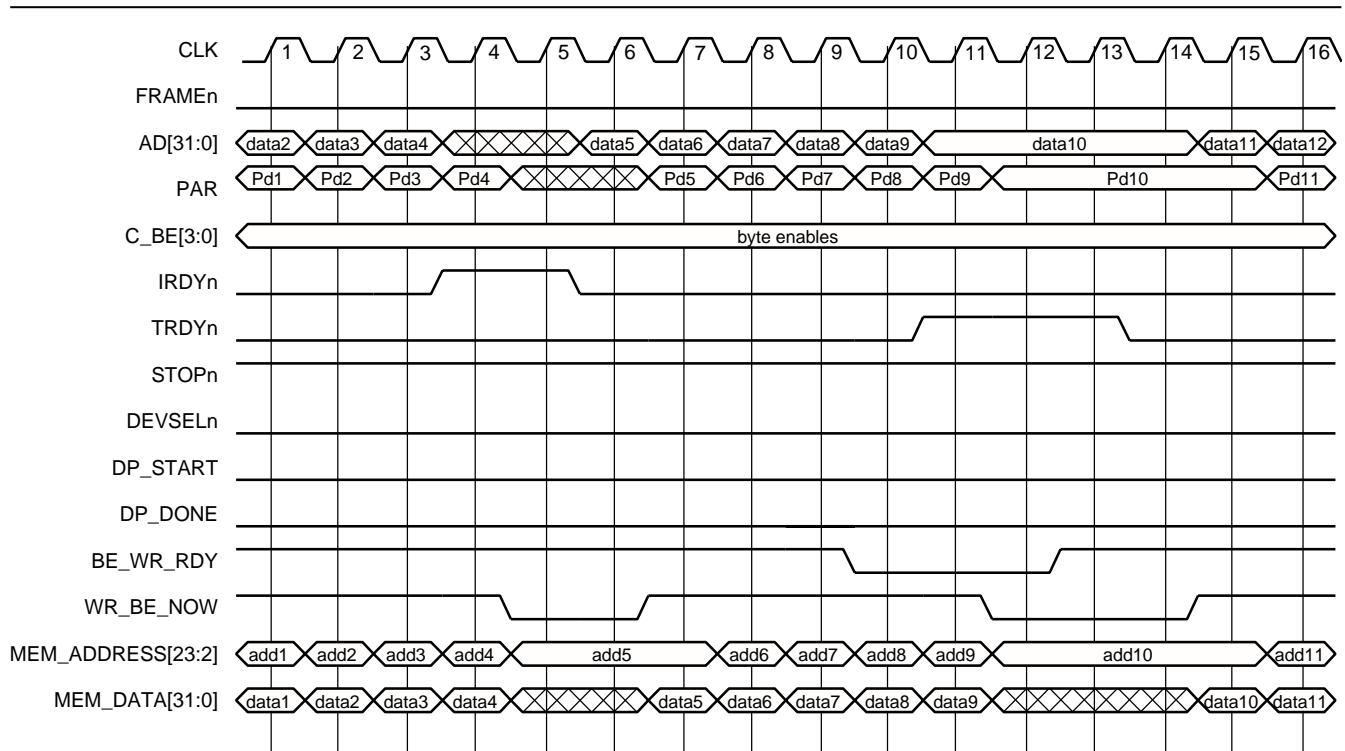 CLK 1 2 3 4 5 6 7 8 9 10 11 12 13 14 15 16
FRAMEn
AD[31:0] data2 data3 data4 data5 data6 data7 data8 data9 data10 data11 data12
PAR Pd1 Pd2 Pd3 Pd4 Pd5 Pd6 Pd7 Pd8 Pd9 Pd10 Pd11
C_BE[3:0] byte enables
IRDYn
TRDYn
STOPn
DEVSELn
DP_START
DP_DONE
BE_WR_RDY
WR_BE_NOW
MEM_ADDRESS[23:2] add1 add2 add3 add4 add5 add6 add7 add8 add9 add10 add11
MEM_DATA[31:0] data1 data2 data3 data4 data5 data6 data7 data8 data9 data10 data11